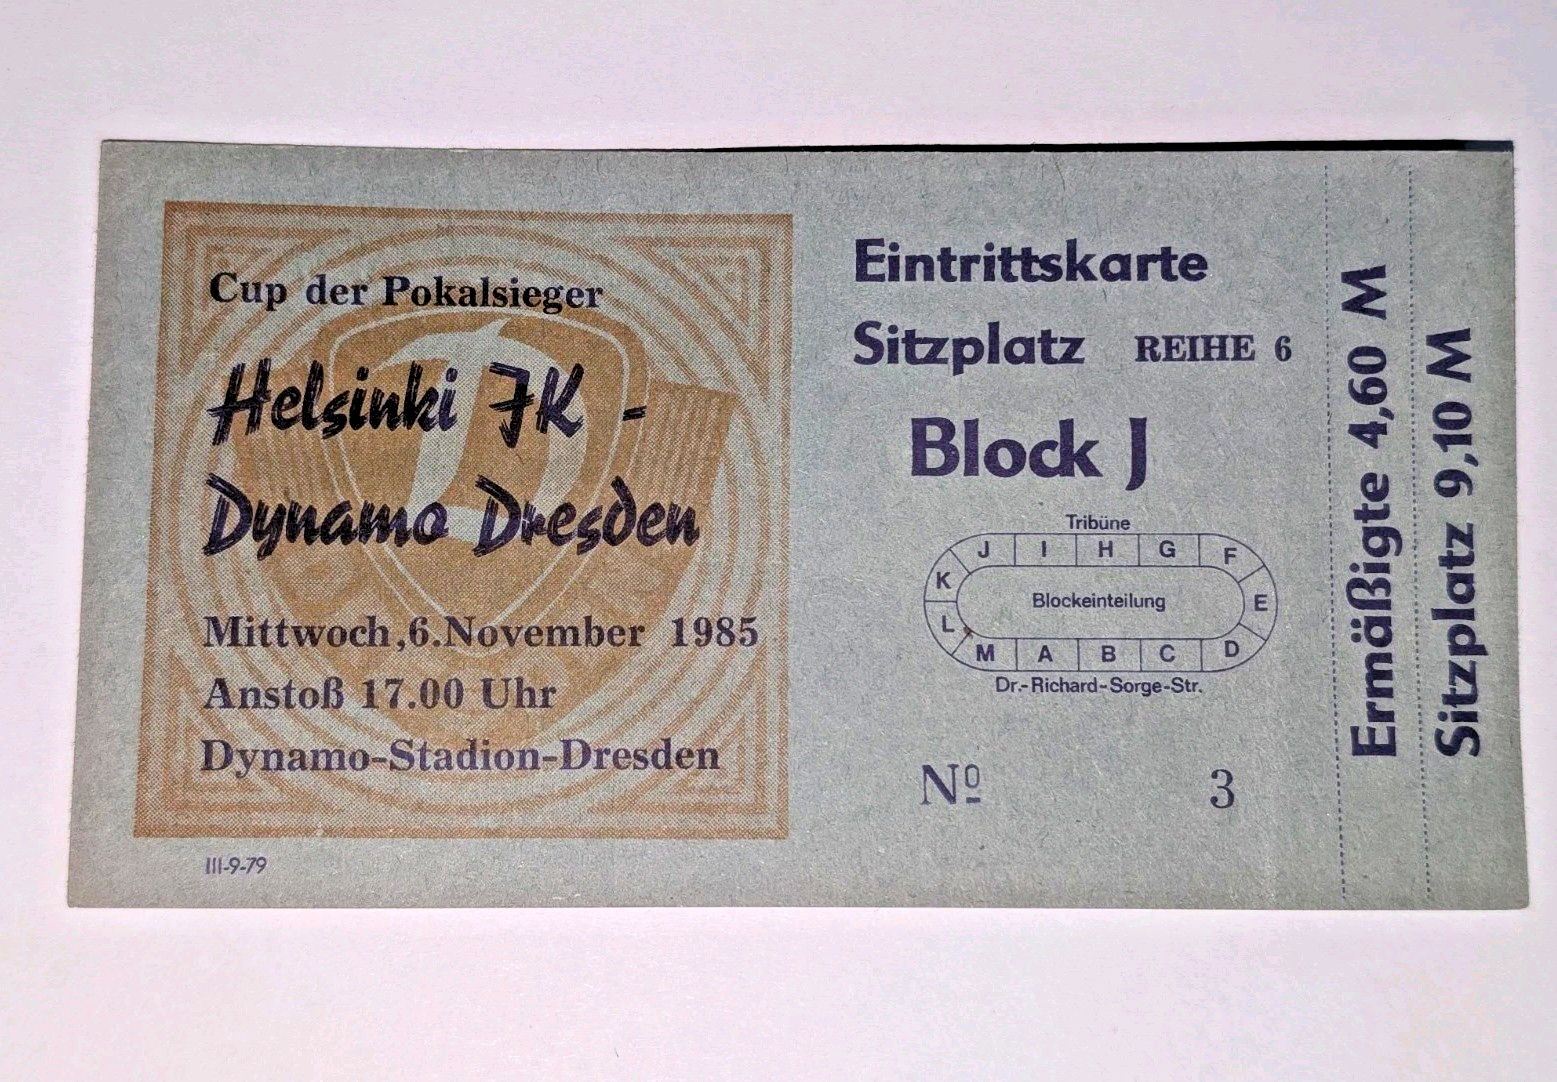 Cup der Pokalsieger
Helsinki JK -
Dynamo Dresden
Mittwoch,6.November 1985
Anstoß 17.00 Uhr
Dynamo-Stadion-Dresden
III-9-79
Eintrittskarte
Sitzplatz REIHE 6
Block J
Tribüne
J I H G F
K E
Blockeinteilung
L
M A B C D
Dr.-Richard-Sorge-Str.
Nº 3
Ermäßigte 4,60 M
Sitzplatz 9,10 M